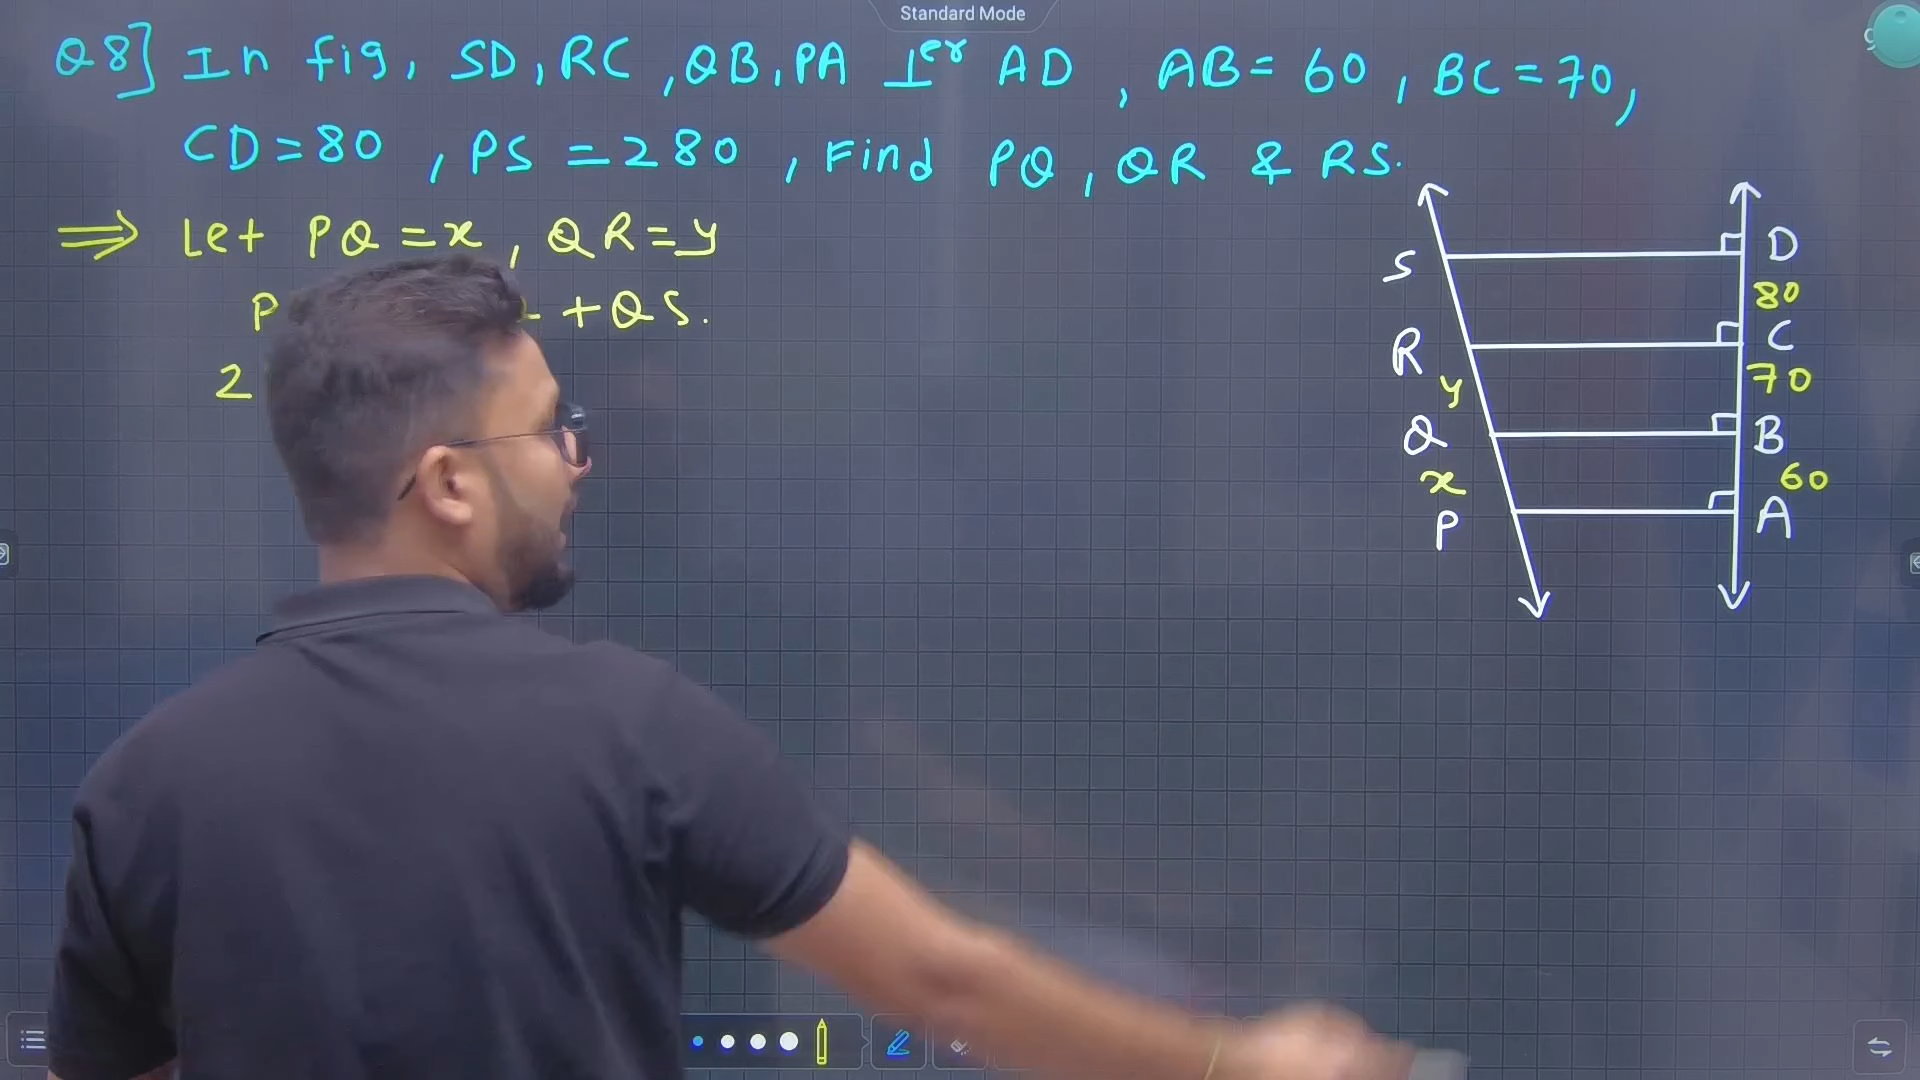 Standard Mode
Q8] In fig, SD, RC, QB, PA ⊥er AD, AB = 60, BC = 70,
CD = 80, PS = 280, Find PQ, QR & RS.
⇒ Let PQ = x, QR = y
P + QS.
2
S D
80
R C
y 70
Q B
x 60
P A